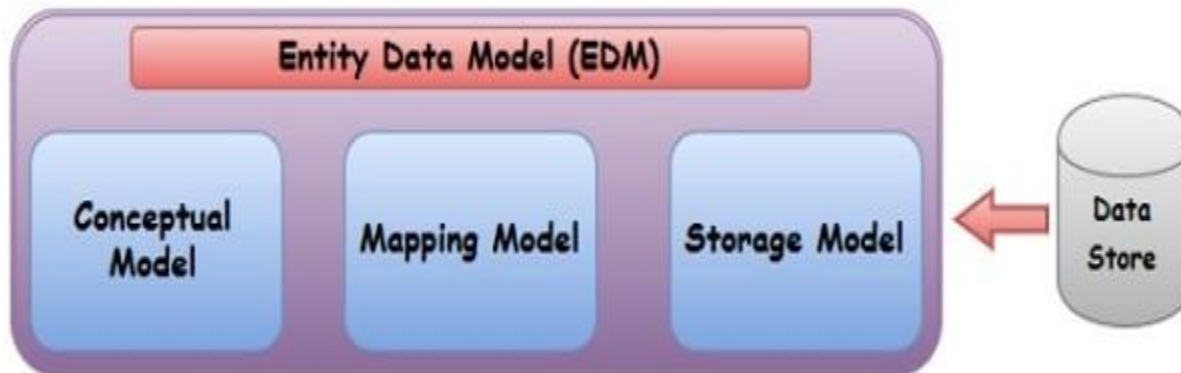 Entity Data Model (EDM)
Conceptual
Model
Mapping Model
Storage Model
Data
Store